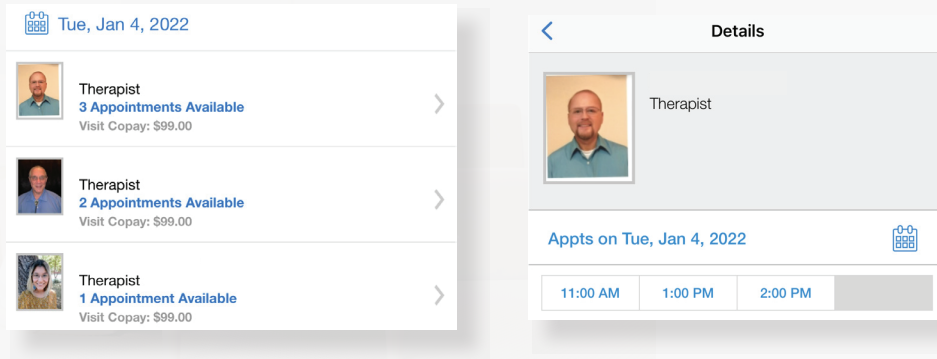 Tue, Jan 4, 2022
Therapist
3 Appointments Available
Visit Copay: $99.00
Therapist
2 Appointments Available
Visit Copay: $99.00
Therapist
1 Appointment Available
Visit Copay: $99.00
Details
Therapist
Appts on Tue, Jan 4, 2022
11:00 AM 1:00 PM 2:00 PM